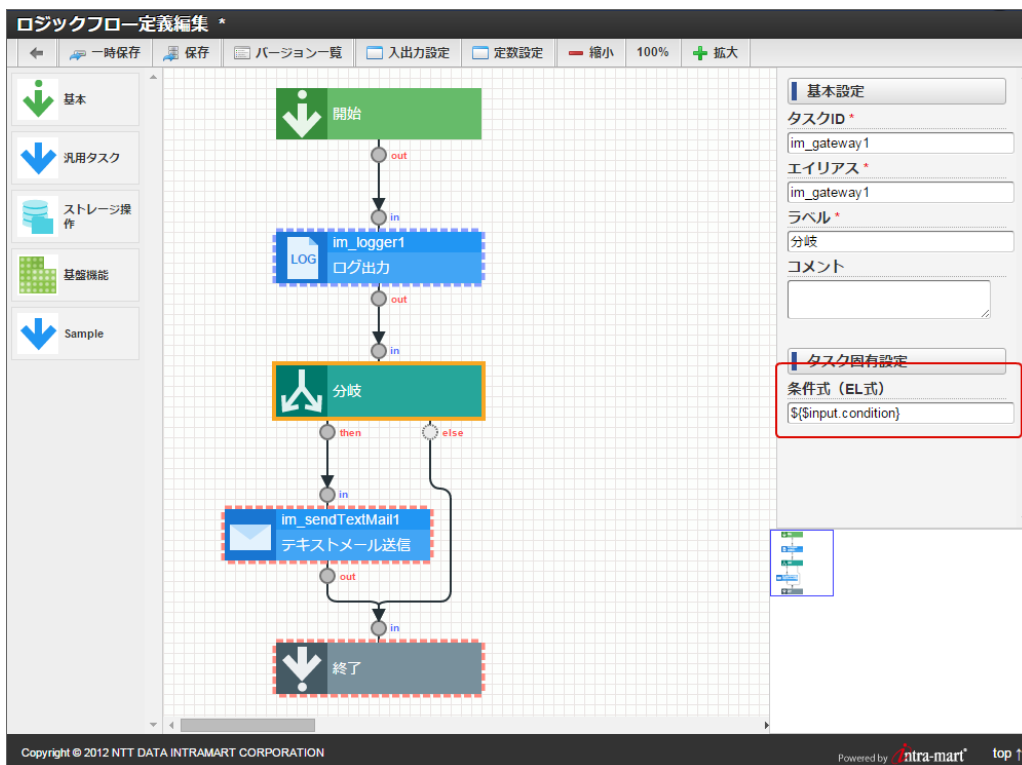 ロジックフロー定義編集 *
一時保存 保存 バージョン一覧 入出力設定 定数設定 縮小 100% 拡大
基本
汎用タスク
ストレージ操
作
基盤機能
Sample
開始
out
in
LOG
im_logger1
ログ出力
out
in
分岐
then
else
in
im_sendTextMail1
テキストメール送信
out
in
終了
基本設定
タスクID *
im_gateway1
エイリアス *
im_gateway1
ラベル *
分岐
コメント
タスク固有設定
条件式（EL式）
${$input.condition}
Copyright © 2012 NTT DATA INTRAMART CORPORATION
Powered by intra-mart
top ↑